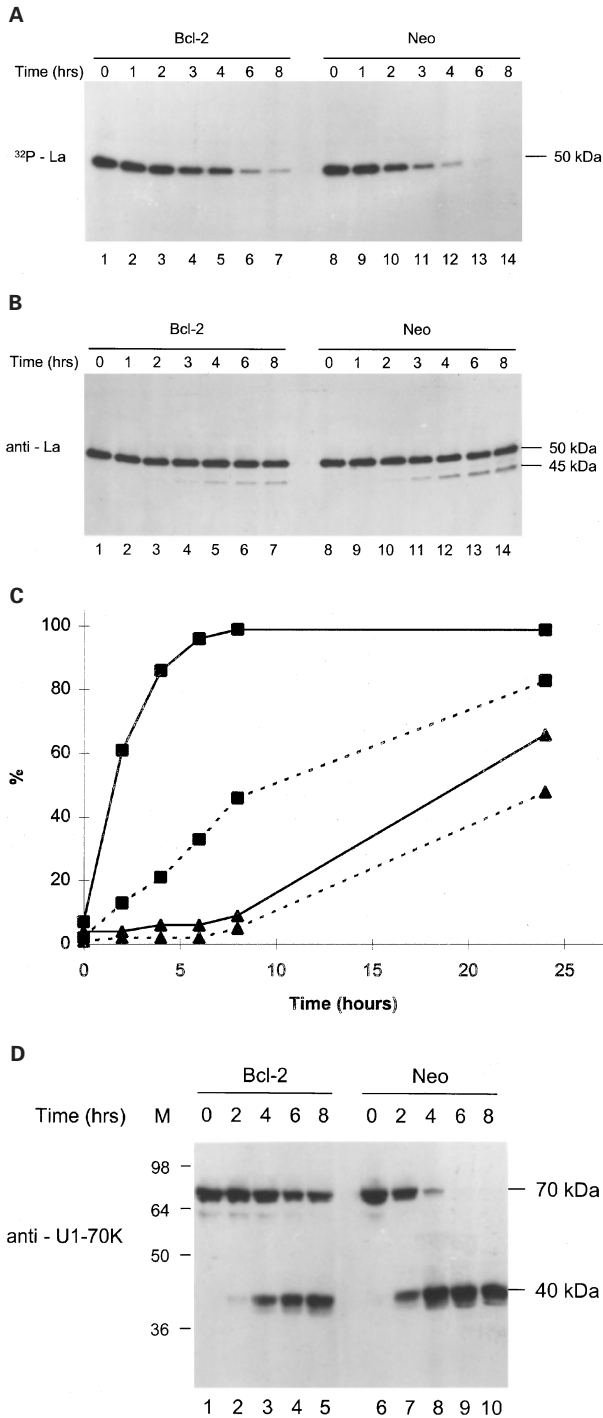 A
Bcl-2 Neo
Time (hrs) 0 1 2 3 4 6 8 0 1 2 3 4 6 8
32P - La 50 kDa
1 2 3 4 5 6 7 8 9 10 11 12 13 14
B
Bcl-2 Neo
Time (hrs) 0 1 2 3 4 6 8 0 1 2 3 4 6 8
anti - La 50 kDa
45 kDa
1 2 3 4 5 6 7 8 9 10 11 12 13 14
C
100
80
60
%
40
20
0
0 5 10 15 20 25
Time (hours)
D
Bcl-2 Neo
Time (hrs) M 0 2 4 6 8 0 2 4 6 8
98
70 kDa
64
anti - U1-70K
50
40 kDa
36
1 2 3 4 5 6 7 8 9 10